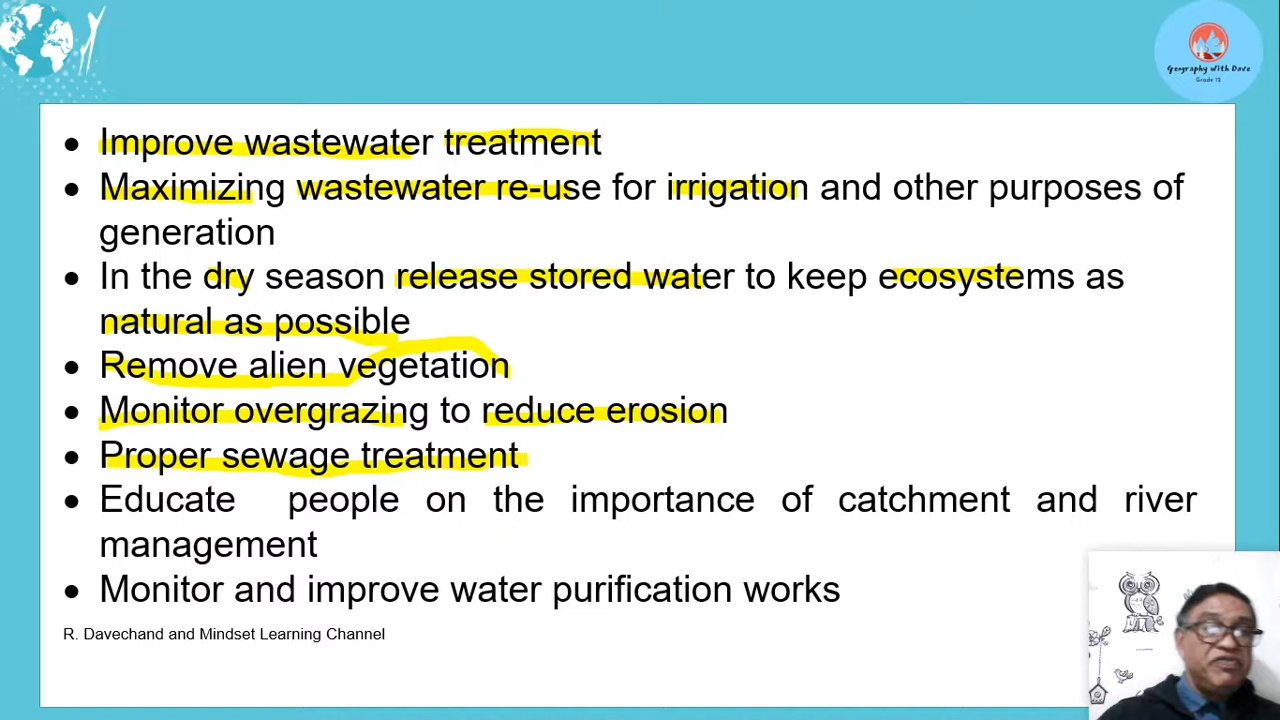 Geography With Dave
Grade 12
• Improve wastewater treatment
• Maximizing wastewater re-use for irrigation and other purposes of
generation
• In the dry season release stored water to keep ecosystems as
natural as possible
• Remove alien vegetation
• Monitor overgrazing to reduce erosion
• Proper sewage treatment
• Educate people on the importance of catchment and river
management
• Monitor and improve water purification works
R. Davechand and Mindset Learning Channel